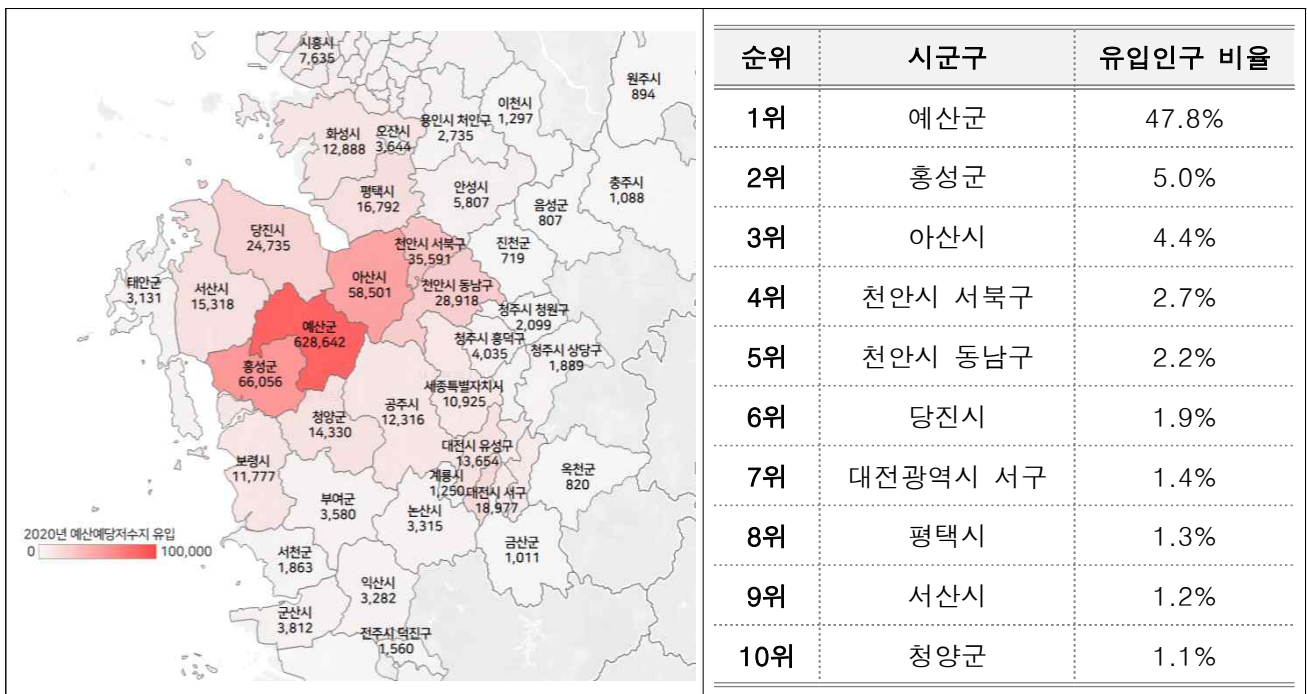 시흥시
7,635
원주시
894
이천시
1,297
용인시 처인구
2,735
화성시
12,888
오산시
3,644
평택시
16,792
안성시
5,807
충주시
1,088
음성군
807
당진시
24,735
천안시 서북구
35,591
진천군
719
태안군
3,131
서산시
15,318
아산시
58,501
천안시 동남구
28,918
청주시 청원구
2,099
예산군
628,642
청주시 흥덕구
4,035
청주시 상당구
1,889
홍성군
66,056
세종특별자치시
10,925
청양군
14,330
공주시
12,316
대전시 유성구
13,654
보령시
11,777
계룡시
1,250
대전시 서구
18,977
옥천군
820
부여군
3,580
논산시
3,315
금산군
1,011
2020년 예산예당저수지 유입
0 100,000
서천군
1,863
익산시
3,282
군산시
3,812
전주시 덕진구
1,560
순위 시군구 유입인구 비율
1위 예산군 47.8%
2위 홍성군 5.0%
3위 아산시 4.4%
4위 천안시 서북구 2.7%
5위 천안시 동남구 2.2%
6위 당진시 1.9%
7위 대전광역시 서구 1.4%
8위 평택시 1.3%
9위 서산시 1.2%
10위 청양군 1.1%